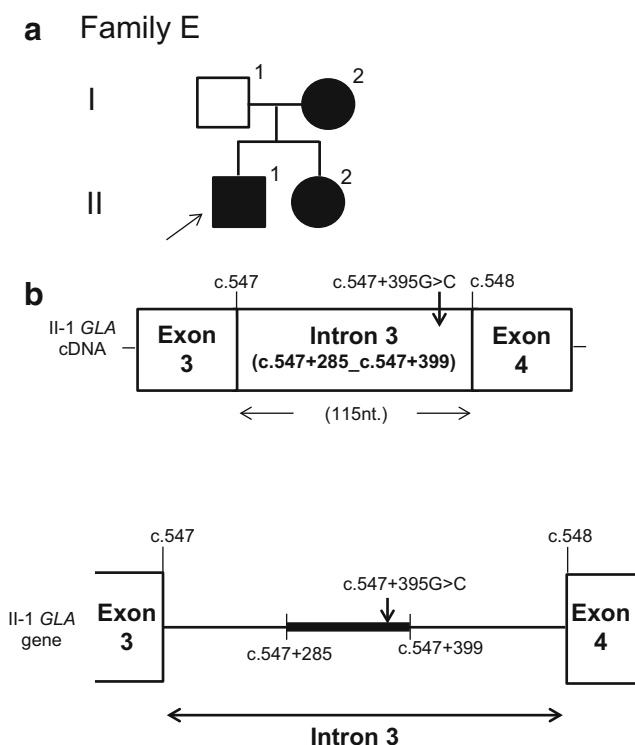 a Family E
1 2
I
1 2
II
b
c.547 c.547+395G>C c.548
II-1 GLA
cDNA
Exon
3
Intron 3
(c.547+285_c.547+399)
Exon
4
(115nt.)
c.547 c.548
c.547+395G>C
II-1 GLA
gene
Exon
3
Exon
4
c.547+285 c.547+399
Intron 3